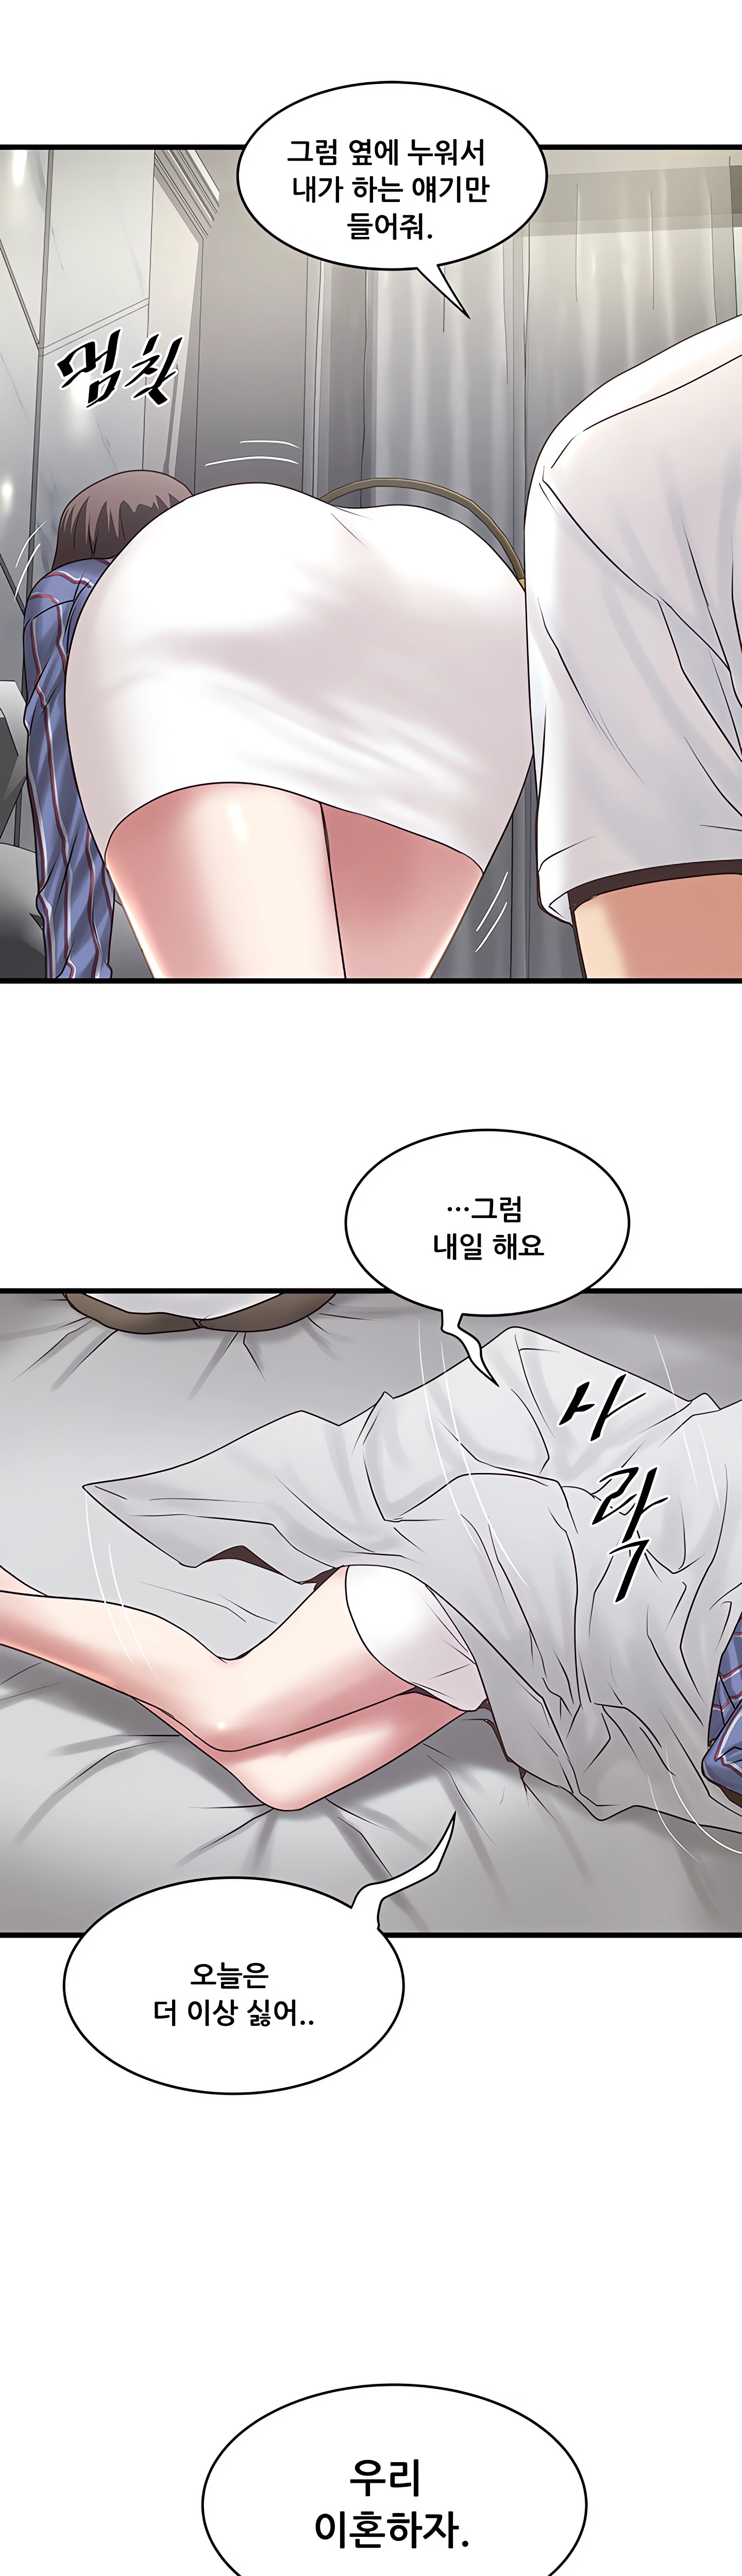 그럼 옆에 누워서
내가 하는 얘기만
들어줘.
멈칫
…그럼
내일 해요
사
락
오늘은
더 이상 싫어..
우리
이혼하자.